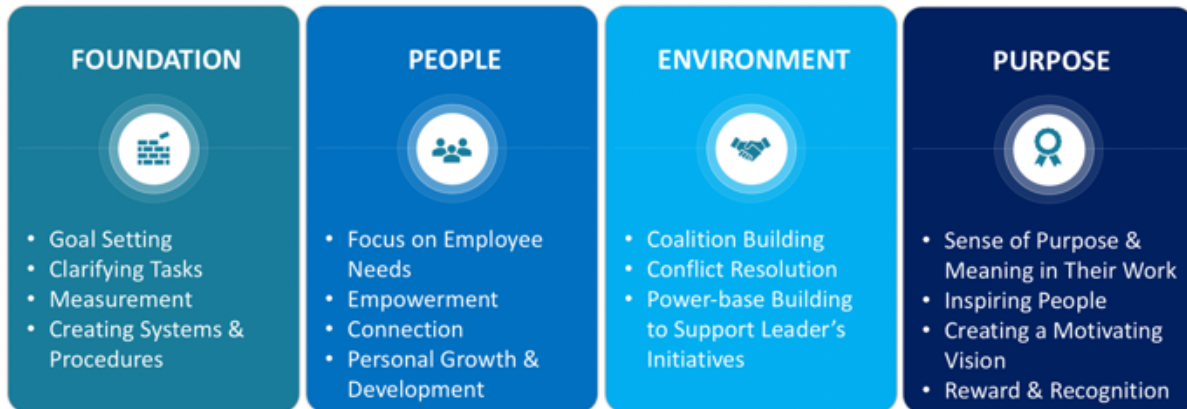 FOUNDATION
• Goal Setting
• Clarifying Tasks
• Measurement
• Creating Systems &
Procedures
PEOPLE
• Focus on Employee
Needs
• Empowerment
• Connection
• Personal Growth &
Development
ENVIRONMENT
• Coalition Building
• Conflict Resolution
• Power-base Building
to Support Leader's
Initiatives
PURPOSE
• Sense of Purpose &
Meaning in Their Work
• Inspiring People
• Creating a Motivating
Vision
• Reward & Recognition